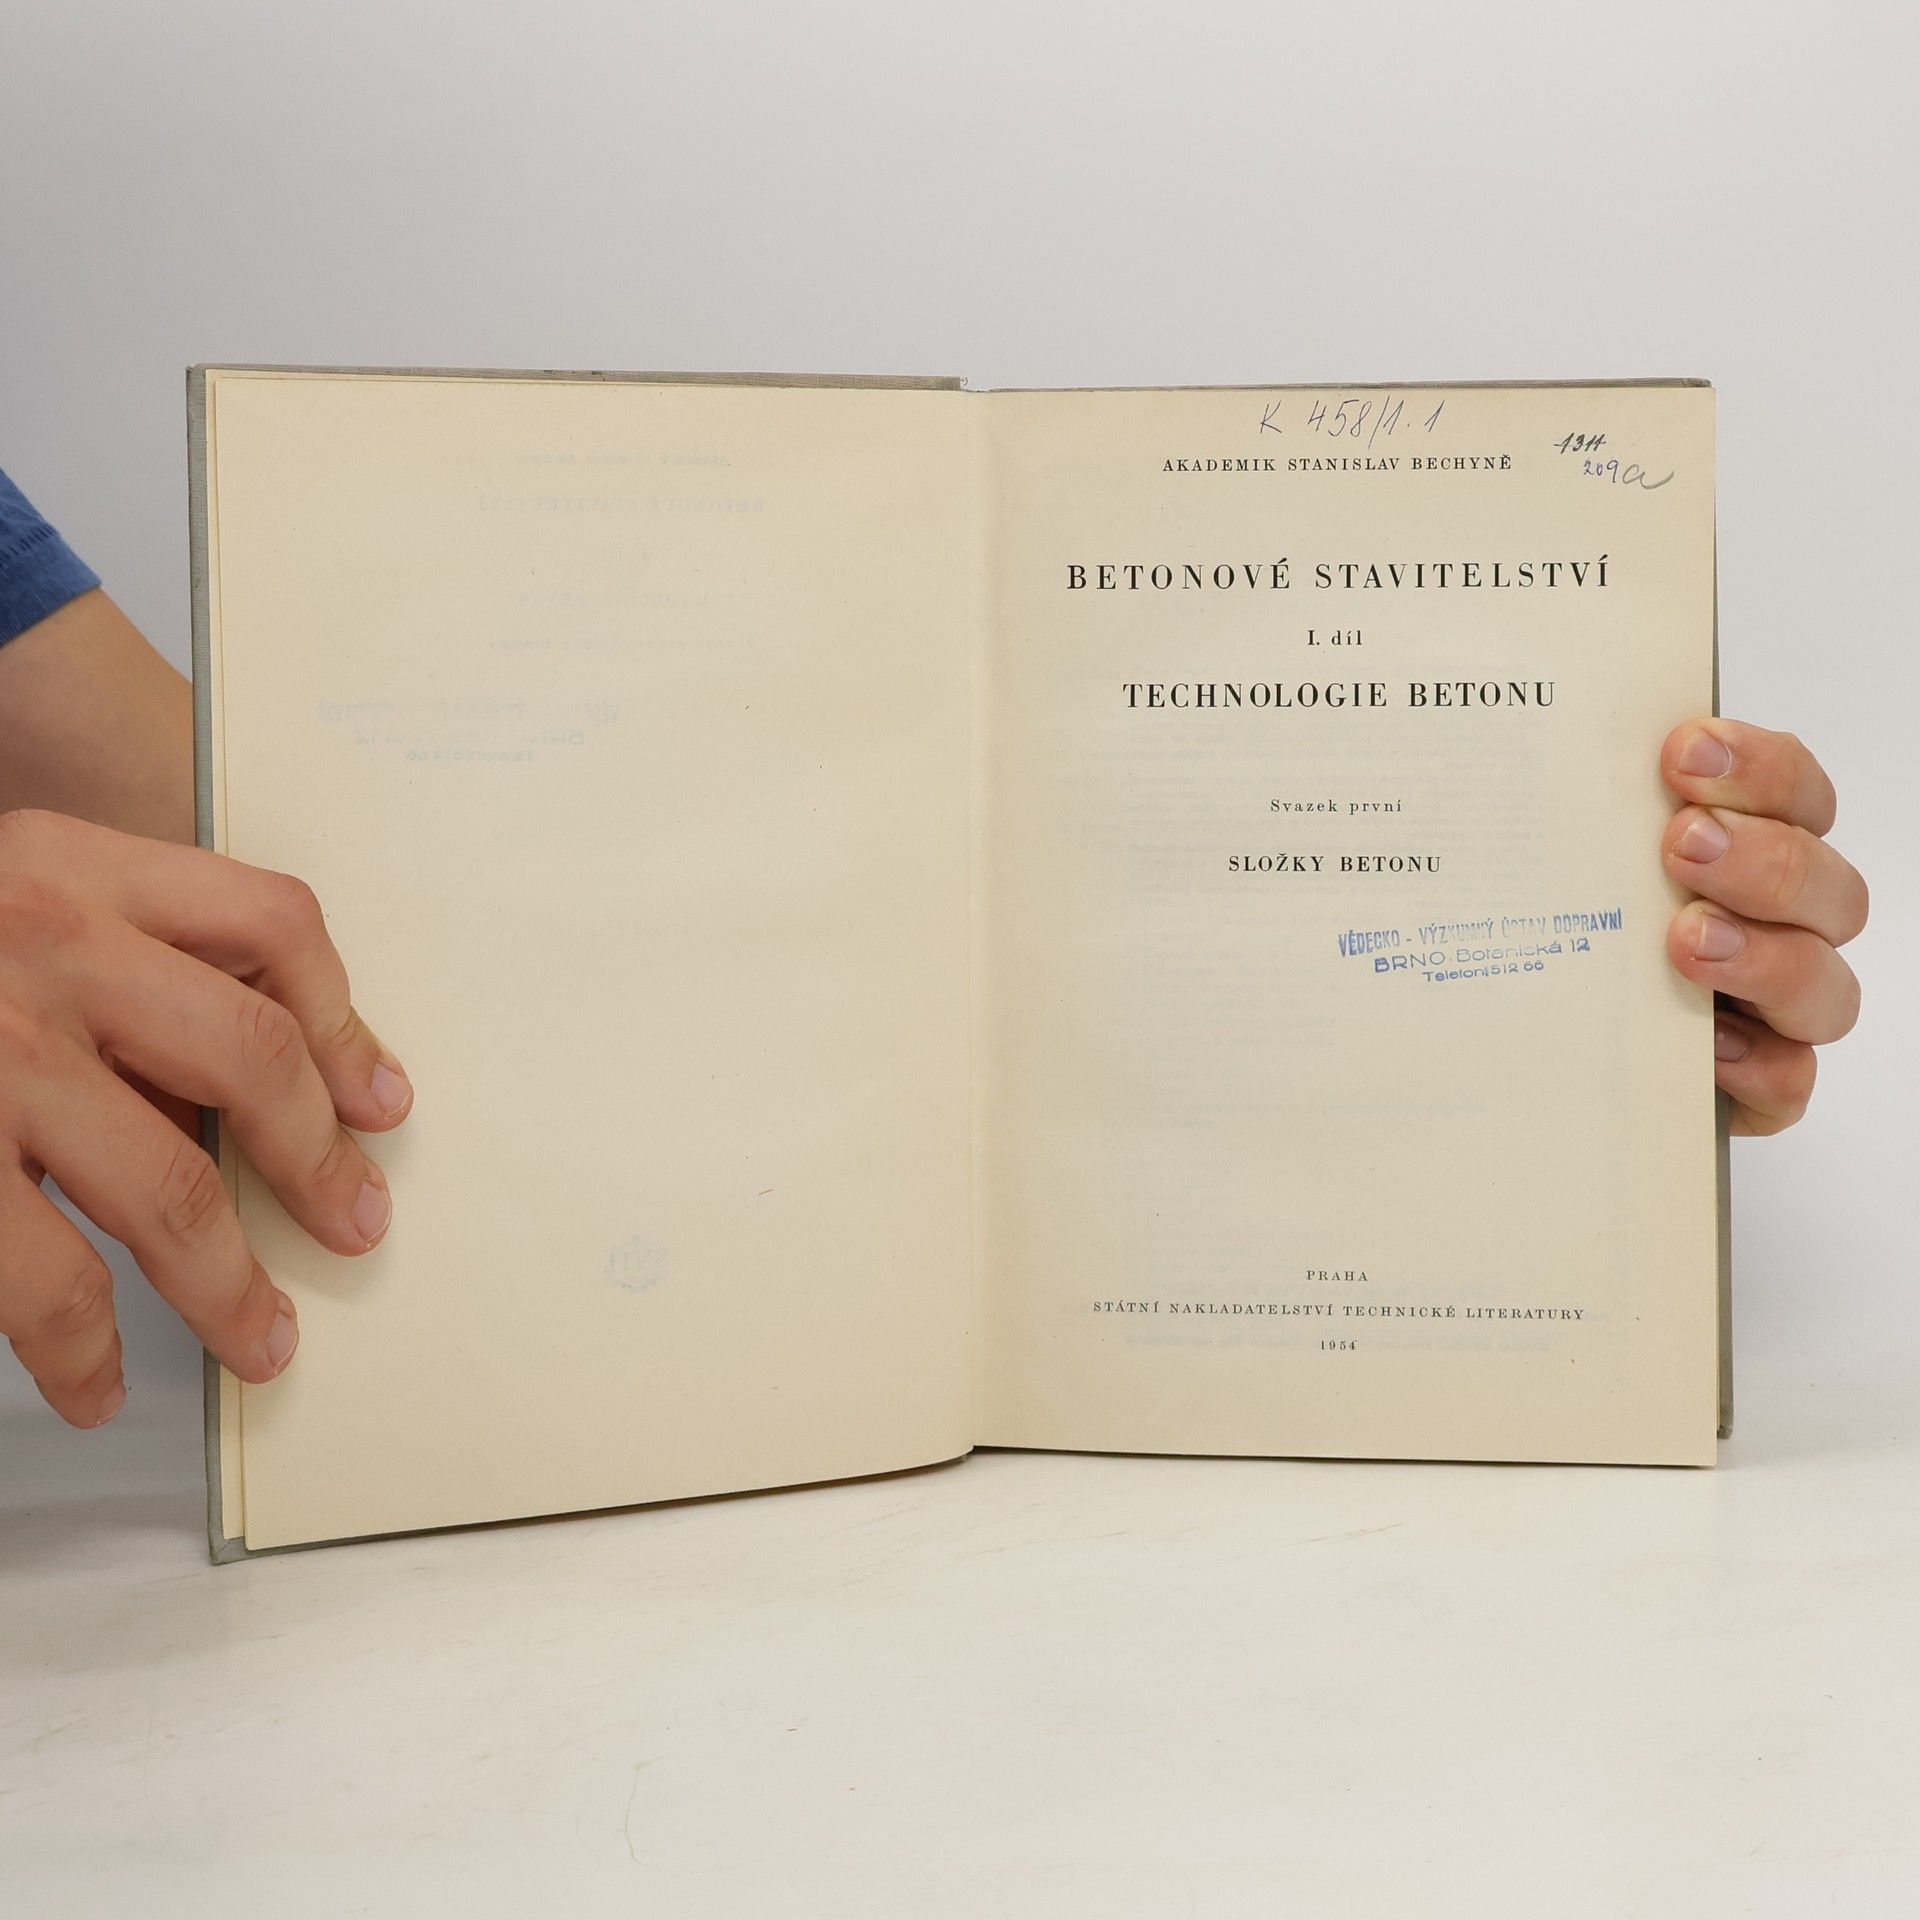 K 458/1.1
1311
209a
AKADEMIK STANISLAV BECHYNĚ
BETONOVÉ STAVITELSTVÍ
I. díl
TECHNOLOGIE BETONU
Svazek první
SLOŽKY BETONU
VĚDECKO - VÝZKUMNÝ ÚSTAV DOPRAVNÍ
BRNO-Botanická 12
Telefon 512 66
PRAHA
STÁTNÍ NAKLADATELSTVÍ TECHNICKÉ LITERATURY
1954